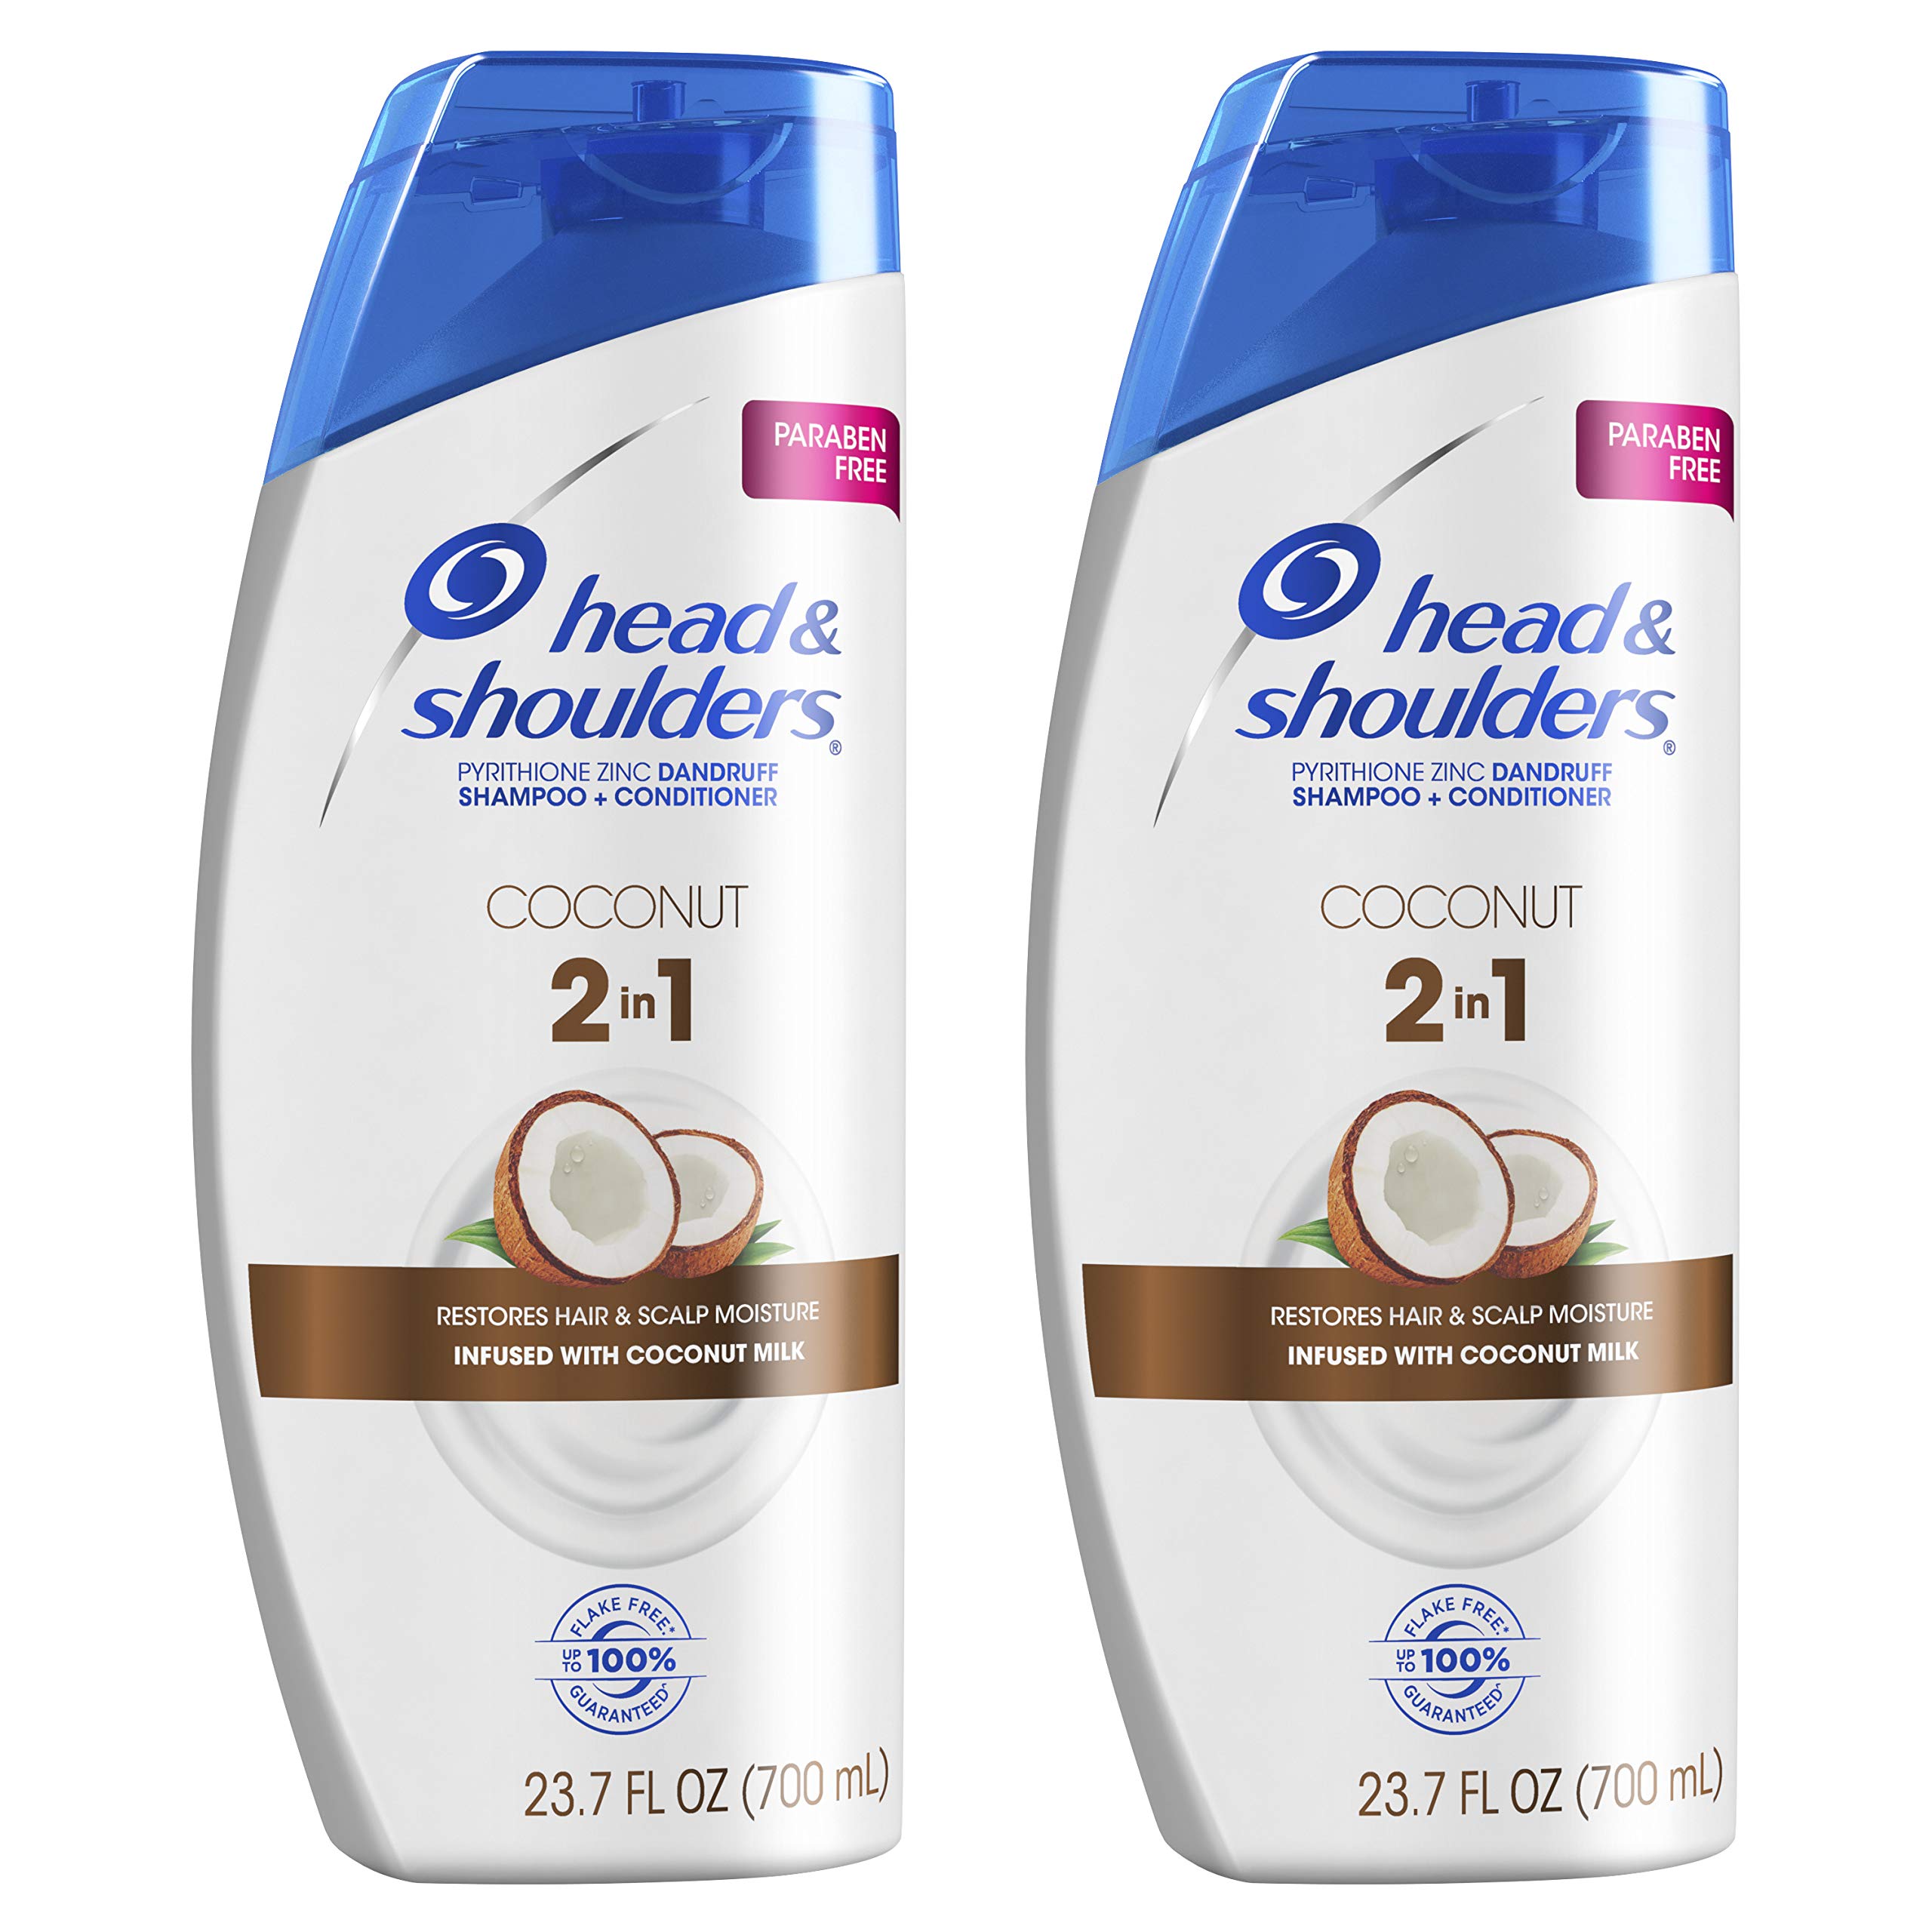 PARABEN
FREE
head &
shoulders®
PYRITHIONE ZINC DANDRUFF
SHAMPOO + CONDITIONER
COCONUT
2 in 1
RESTORES HAIR & SCALP MOISTURE
INFUSED WITH COCONUT MILK
FLAKE FREE.*
UP TO 100%
GUARANTEED^
23.7 FL OZ (700 mL)
PARABEN
FREE
head &
shoulders®
PYRITHIONE ZINC DANDRUFF
SHAMPOO + CONDITIONER
COCONUT
2 in 1
RESTORES HAIR & SCALP MOISTURE
INFUSED WITH COCONUT MILK
FLAKE FREE.*
UP TO 100%
GUARANTEED^
23.7 FL OZ (700 mL)